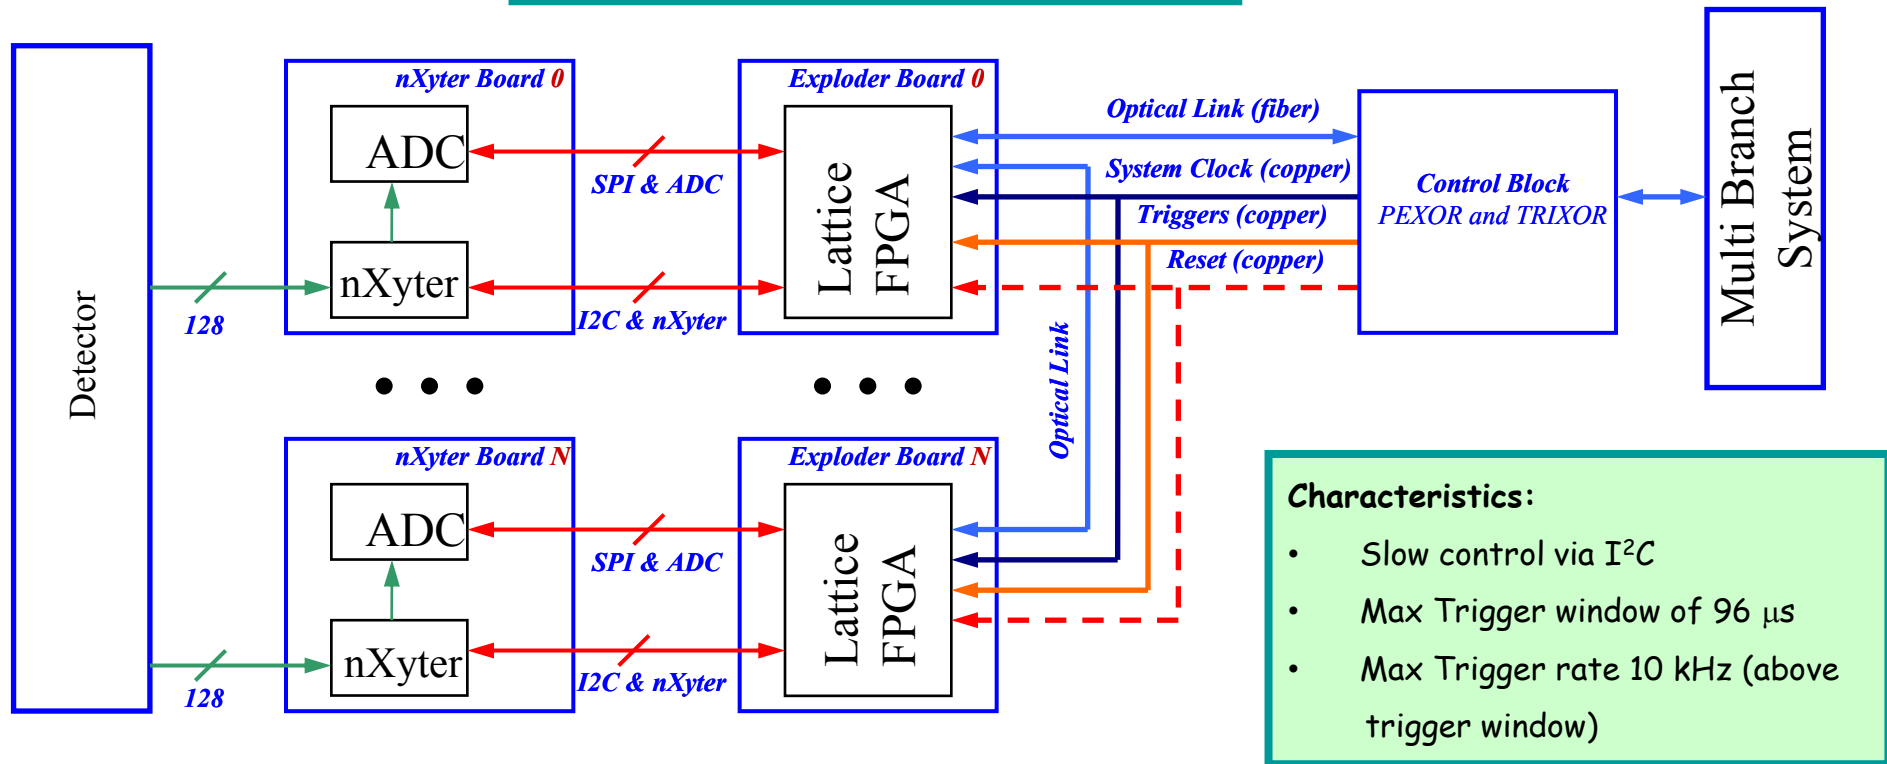 Detector
128
128
nXyter Board 0
ADC
nXyter
SPI & ADC
I2C & nXyter
Exploder Board 0
Lattice
FPGA
Optical Link (fiber)
System Clock (copper)
Triggers (copper)
Reset (copper)
Control Block
PEXOR and TRIXOR
Multi Branch
System
• • •
• • •
Optical Link
nXyter Board N
ADC
nXyter
SPI & ADC
I2C & nXyter
Exploder Board N
Lattice
FPGA
Characteristics:
• Slow control via I²C
• Max Trigger window of 96 μs
• Max Trigger rate 10 kHz (above
trigger window)